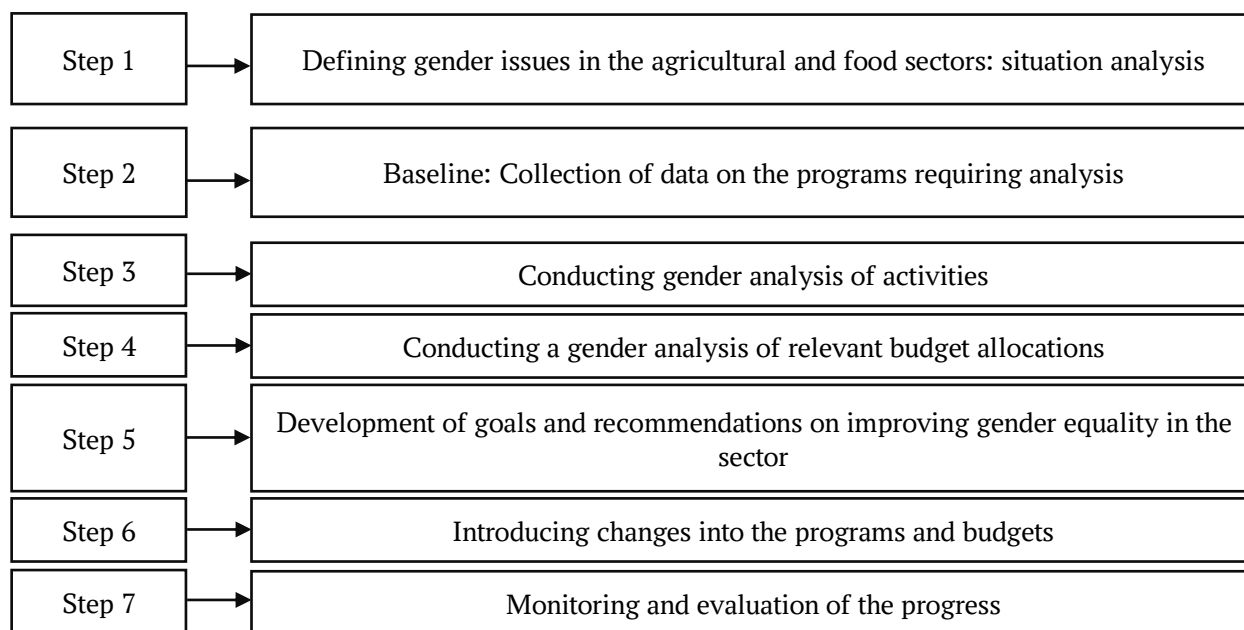 Step 1
Defining gender issues in the agricultural and food sectors: situation analysis
Step 2
Baseline: Collection of data on the programs requiring analysis
Step 3
Conducting gender analysis of activities
Step 4
Conducting a gender analysis of relevant budget allocations
Step 5
Development of goals and recommendations on improving gender equality in the
sector
Step 6
Introducing changes into the programs and budgets
Step 7
Monitoring and evaluation of the progress